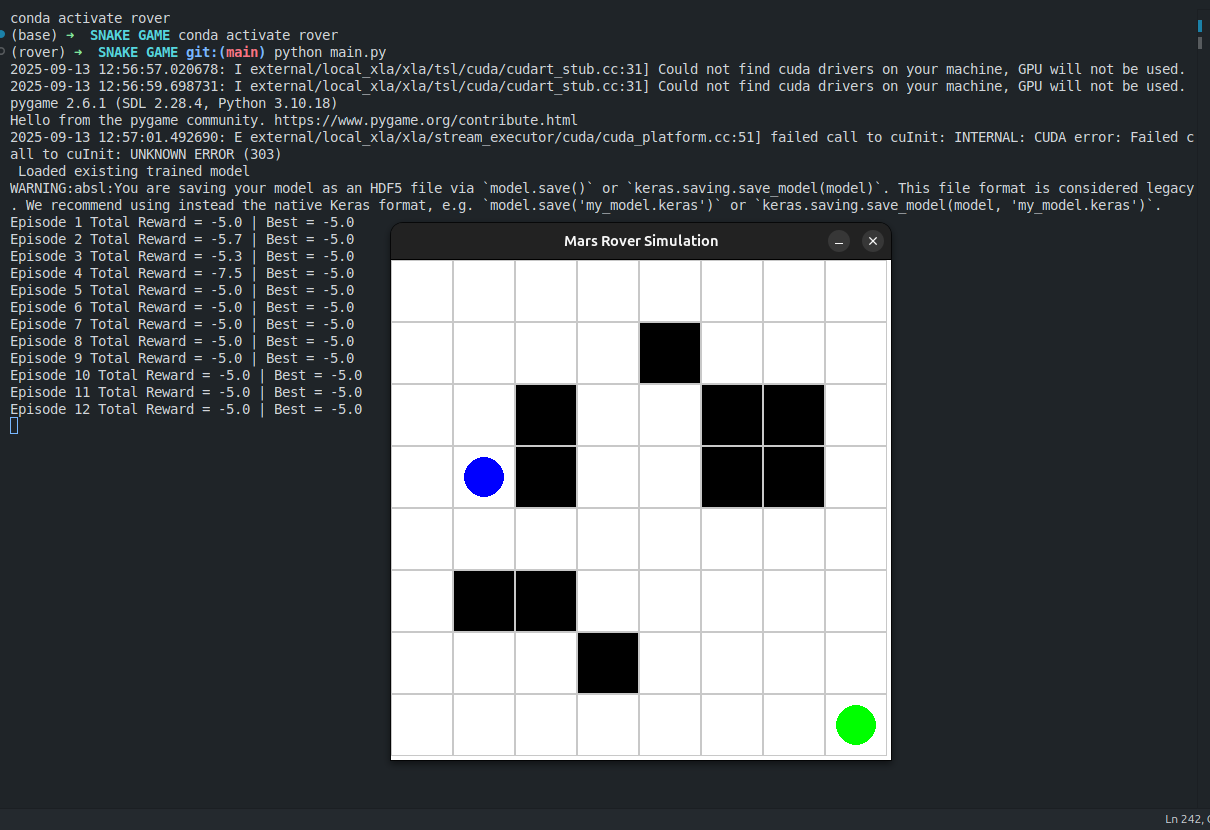 conda activate rover
(base) → SNAKE GAME conda activate rover
(rover) → SNAKE GAME git:(main) python main.py
2025-09-13 12:56:57.020678: I external/local_xla/xla/tsl/cuda/cudart_stub.cc:31] Could not find cuda drivers on your machine, GPU will not be used.
2025-09-13 12:56:59.698731: I external/local_xla/xla/tsl/cuda/cudart_stub.cc:31] Could not find cuda drivers on your machine, GPU will not be used.
pygame 2.6.1 (SDL 2.28.4, Python 3.10.18)
Hello from the pygame community. https://www.pygame.org/contribute.html
2025-09-13 12:57:01.492690: E external/local_xla/xla/stream_executor/cuda/cuda_platform.cc:51] failed call to cuInit: INTERNAL: CUDA error: Failed c
all to cuInit: UNKNOWN ERROR (303)
Loaded existing trained model
WARNING:absl:You are saving your model as an HDF5 file via `model.save()` or `keras.saving.save_model(model)`. This file format is considered legacy
. We recommend using instead the native Keras format, e.g. `model.save('my_model.keras')` or `keras.saving.save_model(model, 'my_model.keras')`.
Episode 1 Total Reward = -5.0 | Best = -5.0
Episode 2 Total Reward = -5.7 | Best = -5.0
Episode 3 Total Reward = -5.3 | Best = -5.0
Episode 4 Total Reward = -7.5 | Best = -5.0
Episode 5 Total Reward = -5.0 | Best = -5.0
Episode 6 Total Reward = -5.0 | Best = -5.0
Episode 7 Total Reward = -5.0 | Best = -5.0
Episode 8 Total Reward = -5.0 | Best = -5.0
Episode 9 Total Reward = -5.0 | Best = -5.0
Episode 10 Total Reward = -5.0 | Best = -5.0
Episode 11 Total Reward = -5.0 | Best = -5.0
Episode 12 Total Reward = -5.0 | Best = -5.0
Mars Rover Simulation
Ln 242,